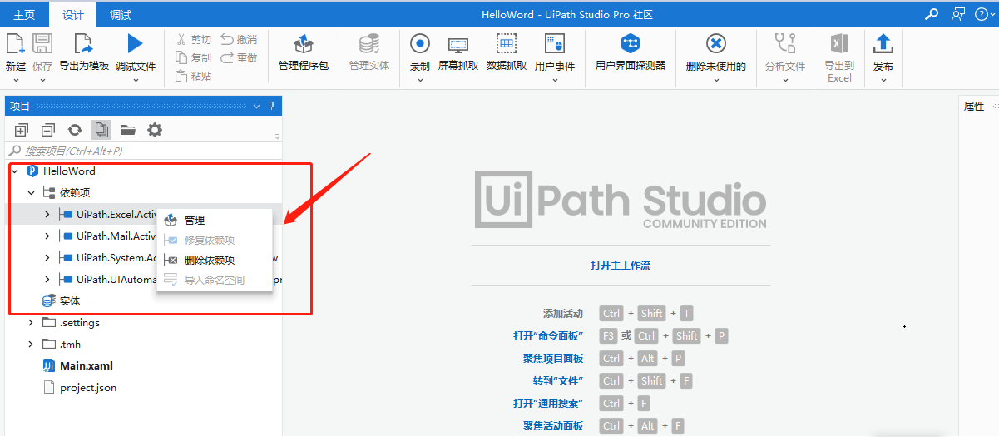 主页 设计 调试 HelloWord - UiPath Studio Pro 社区
新建 保存 导出为模板 调试文件 剪切 撤消 复制 重做 粘贴 管理程序包 管理实体 录制 屏幕抓取 数据抓取 用户事件 用户界面探测器 删除未使用的 分析文件 导出到 Excel 发布
项目
属性
搜索项目(Ctrl+Alt+P)
HelloWord
依赖项
UiPath.Excel.Activ
UiPath.Mail.Activ
UiPath.System.Ac
UiPath.UIAutoma
管理
修复依赖项
删除依赖项
导入命名空间
实体
.settings
.tmh
Main.xaml
project.json
UiPath Studio
COMMUNITY EDITION
打开主工作流
添加活动 Ctrl + Shift + T
打开“命令面板” F3 或 Ctrl + Shift + P
聚焦项目面板 Ctrl + Alt + P
转到“文件” Ctrl + Shift + F
打开“通用搜索” Ctrl + F
聚焦活动面板 Ctrl + Alt + F